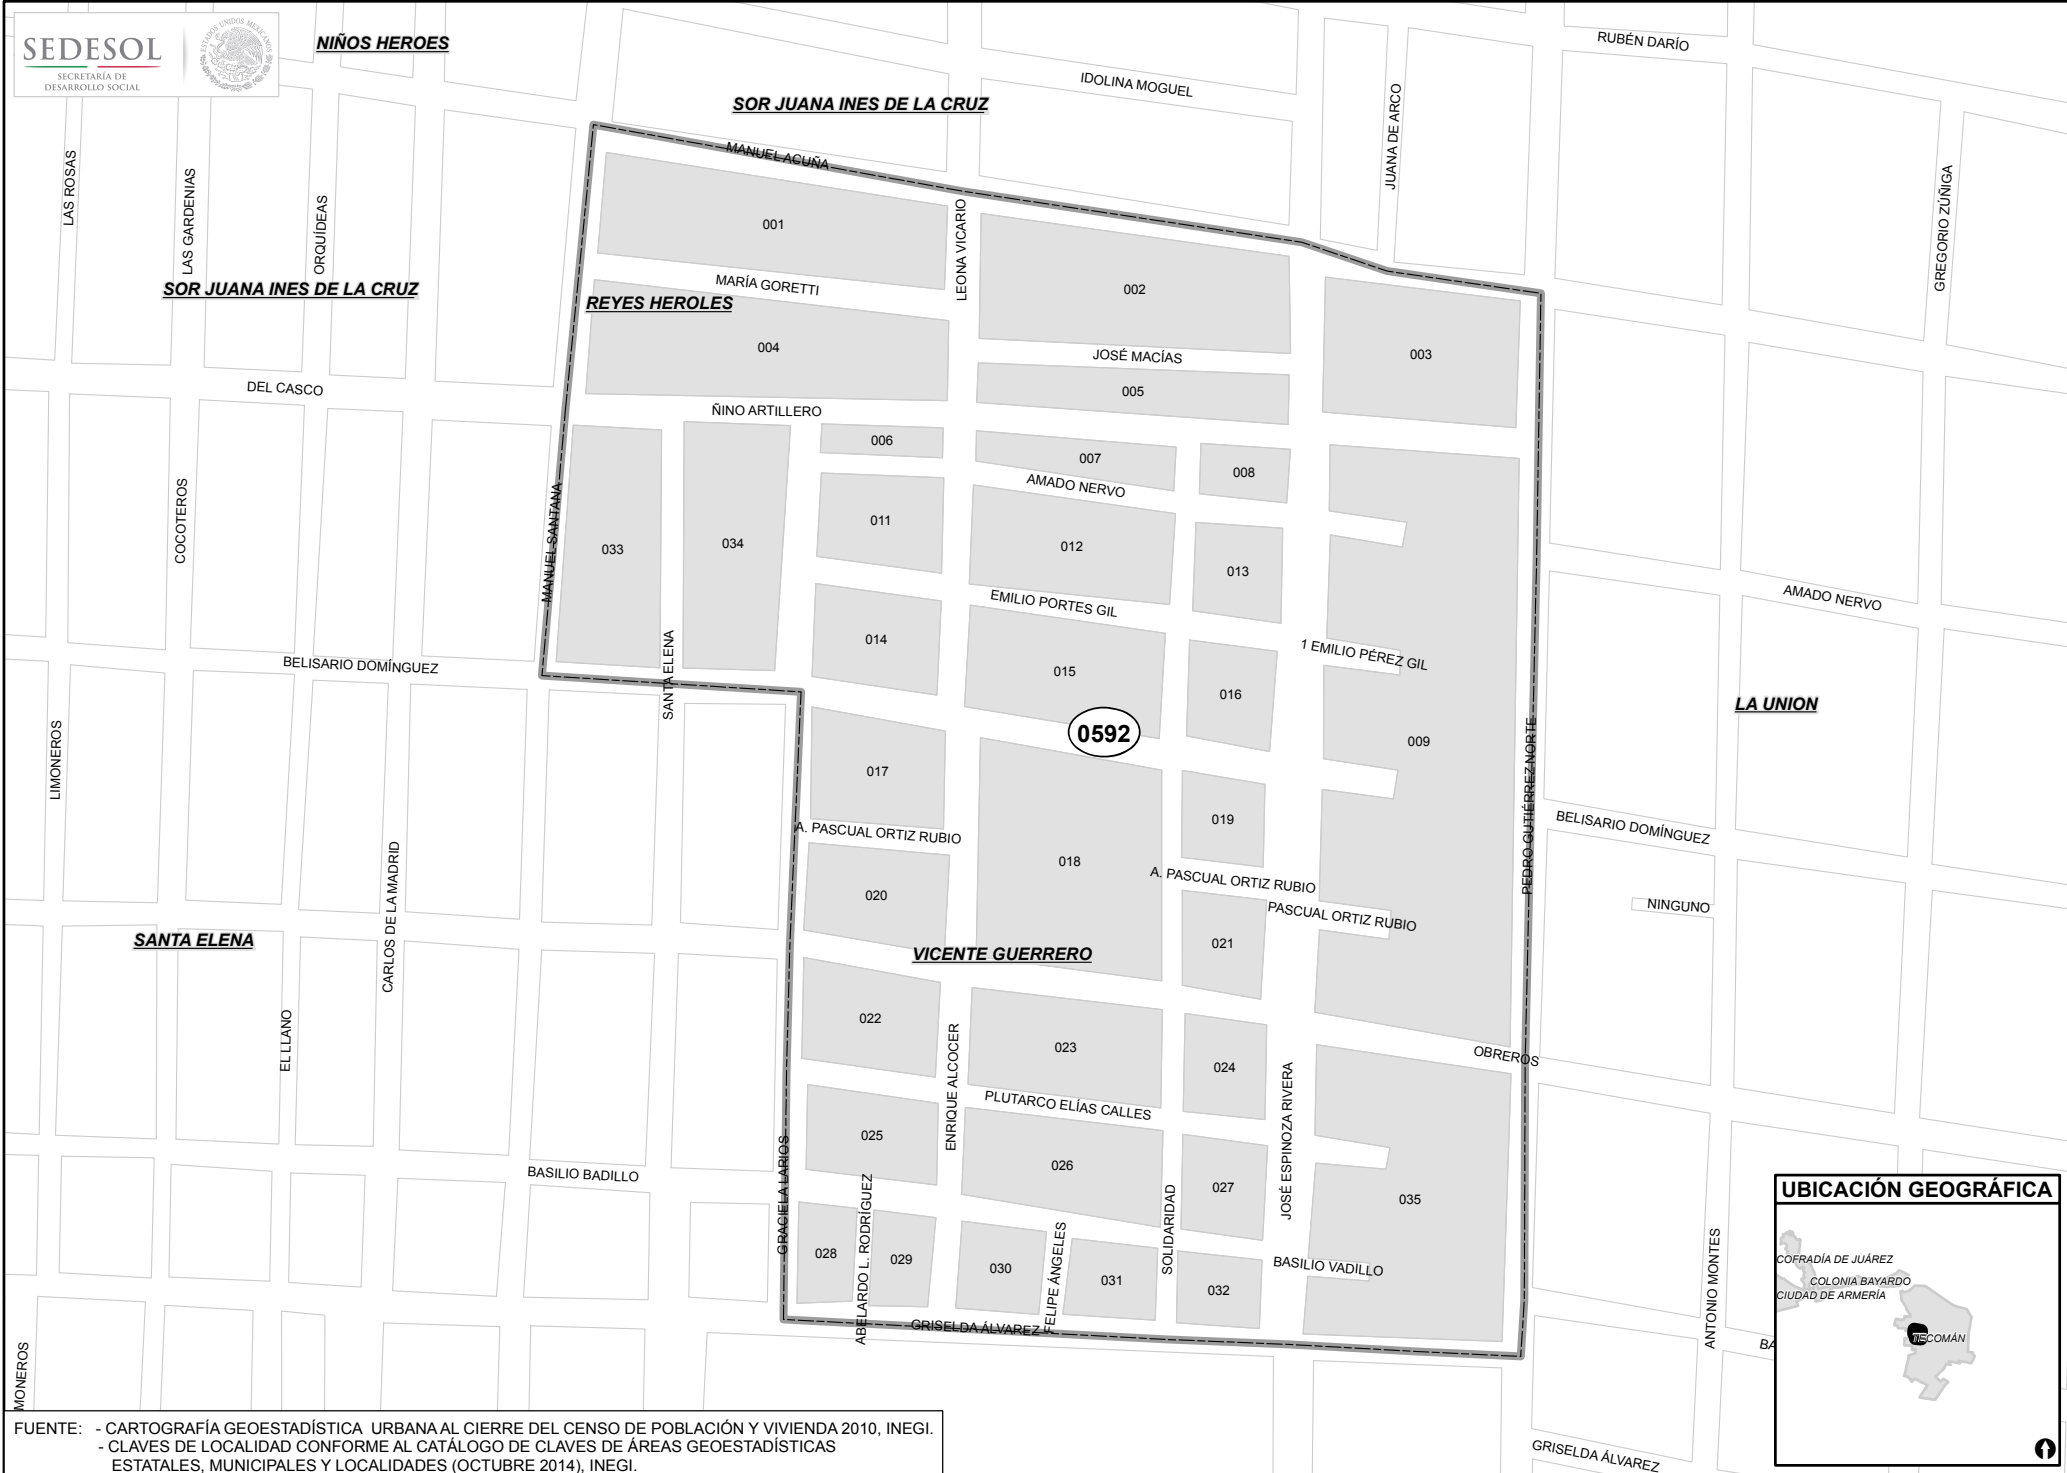 SEDESOL
SECRETARÍA DE
DESARROLLO SOCIAL
ESTADOS UNIDOS MEXICANOS
NIÑOS HEROES
SOR JUANA INES DE LA CRUZ
IDOLINA MOGUEL
RUBÉN DARÍO
JUANA DE ARCO
LAS ROSAS
LAS GARDENIAS
ORQUÍDEAS
GREGORIO ZÚÑIGA
MANUEL ACUÑA
001
LEONA VICARIO
SOR JUANA INES DE LA CRUZ
MARÍA GORETTI
REYES HEROLES
002
004
JOSÉ MACÍAS
003
DEL CASCO
005
ÑINO ARTILLERO
006
007
008
AMADO NERVO
COCOTEROS
MANUEL SANTANA
033
034
011
012
013
EMILIO PORTES GIL
AMADO NERVO
014
015
016
1 EMILIO PÉREZ GIL
BELISARIO DOMÍNGUEZ
SANTA ELENA
LA UNION
0592
009
PEDRO GUTIÉRREZ NORTE
LIMONEROS
017
019
BELISARIO DOMÍNGUEZ
A. PASCUAL ORTIZ RUBIO
018
A. PASCUAL ORTIZ RUBIO
020
PASCUAL ORTIZ RUBIO
NINGUNO
CARLOS DE LA MADRID
SANTA ELENA
VICENTE GUERRERO
021
EL LLANO
022
023
024
OBREROS
ENRIQUE ALCOCER
PLUTARCO ELÍAS CALLES
JOSÉ ESPINOZA RIVERA
025
026
027
035
BASILIO BADILLO
GRACIELA LARIOS
ABELARDO L. RODRÍGUEZ
FELIPE ÁNGELES
SOLIDARIDAD
028
029
030
031
032
BASILIO VADILLO
ANTONIO MONTES
GRISELDA ÁLVAREZ
MONEROS
BA
GRISELDA ÁLVAREZ
UBICACIÓN GEOGRÁFICA
COFRADÍA DE JUÁREZ
COLONIA BAYARDO
CIUDAD DE ARMERÍA
TECOMÁN
FUENTE: - CARTOGRAFÍA GEOESTADÍSTICA URBANA AL CIERRE DEL CENSO DE POBLACIÓN Y VIVIENDA 2010, INEGI.
- CLAVES DE LOCALIDAD CONFORME AL CATÁLOGO DE CLAVES DE ÁREAS GEOESTADÍSTICAS
ESTATALES, MUNICIPALES Y LOCALIDADES (OCTUBRE 2014), INEGI.